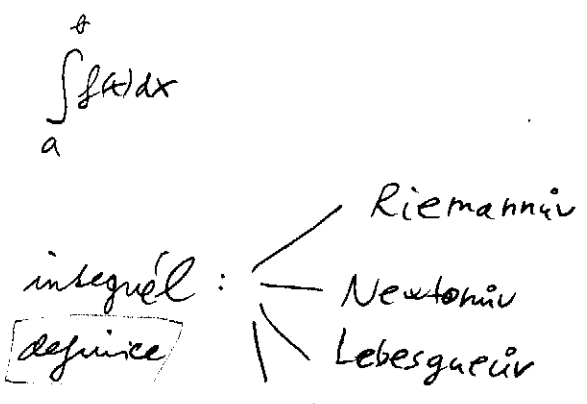 b
∫f(x)dx
a
Riemannův
integrál :
Newtonův
definice
Lebesgueův